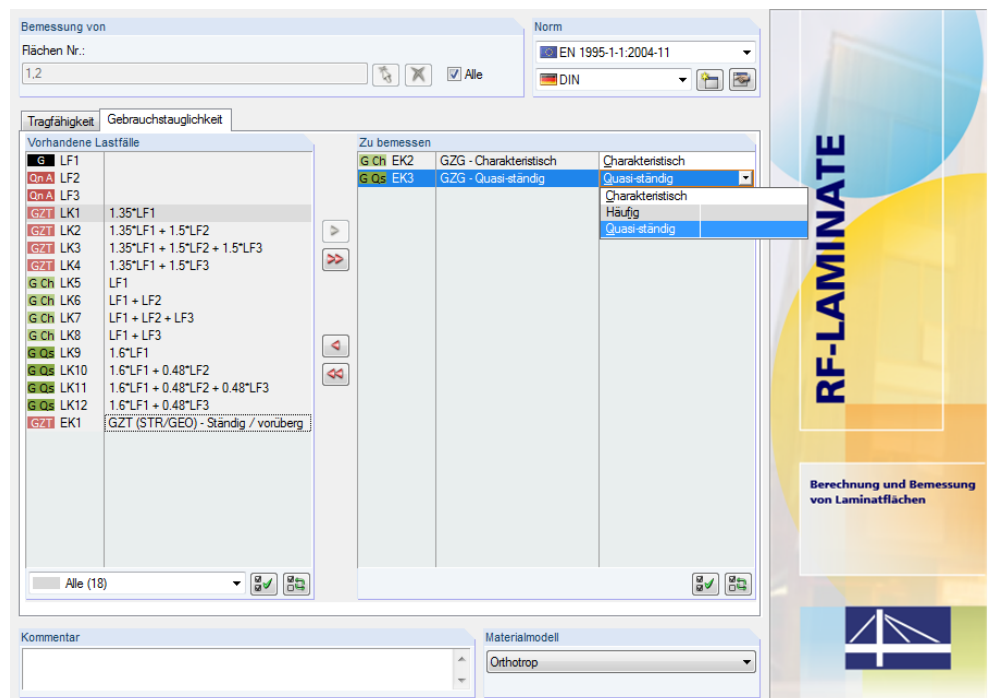 Bemessung von
Flächen Nr.:
1,2
Alle
Norm
EN 1995-1-1:2004-11
DIN
Tragfähigkeit
Gebrauchstauglichkeit
Vorhandene Lastfälle
G LF1
Qn A LF2
Qn A LF3
GZT LK1 1.35*LF1
GZT LK2 1.35*LF1 + 1.5*LF2
GZT LK3 1.35*LF1 + 1.5*LF2 + 1.5*LF3
GZT LK4 1.35*LF1 + 1.5*LF3
G Ch LK5 LF1
G Ch LK6 LF1 + LF2
G Ch LK7 LF1 + LF2 + LF3
G Ch LK8 LF1 + LF3
G Qs LK9 1.6*LF1
G Qs LK10 1.6*LF1 + 0.48*LF2
G Qs LK11 1.6*LF1 + 0.48*LF2 + 0.48*LF3
G Qs LK12 1.6*LF1 + 0.48*LF3
GZT EK1 GZT (STR/GEO) - Ständig / vorüberg
Alle (18)
Zu bemessen
G Ch EK2 GZG - Charakteristisch Charakteristisch
G Qs EK3 GZG - Quasi-ständig Quasi-ständig
Charakteristisch
Häufig
Quasi-ständig
Kommentar
Materialmodell
Orthotrop
RF-LAMINATE
Berechnung und Bemessung
von Laminatflächen